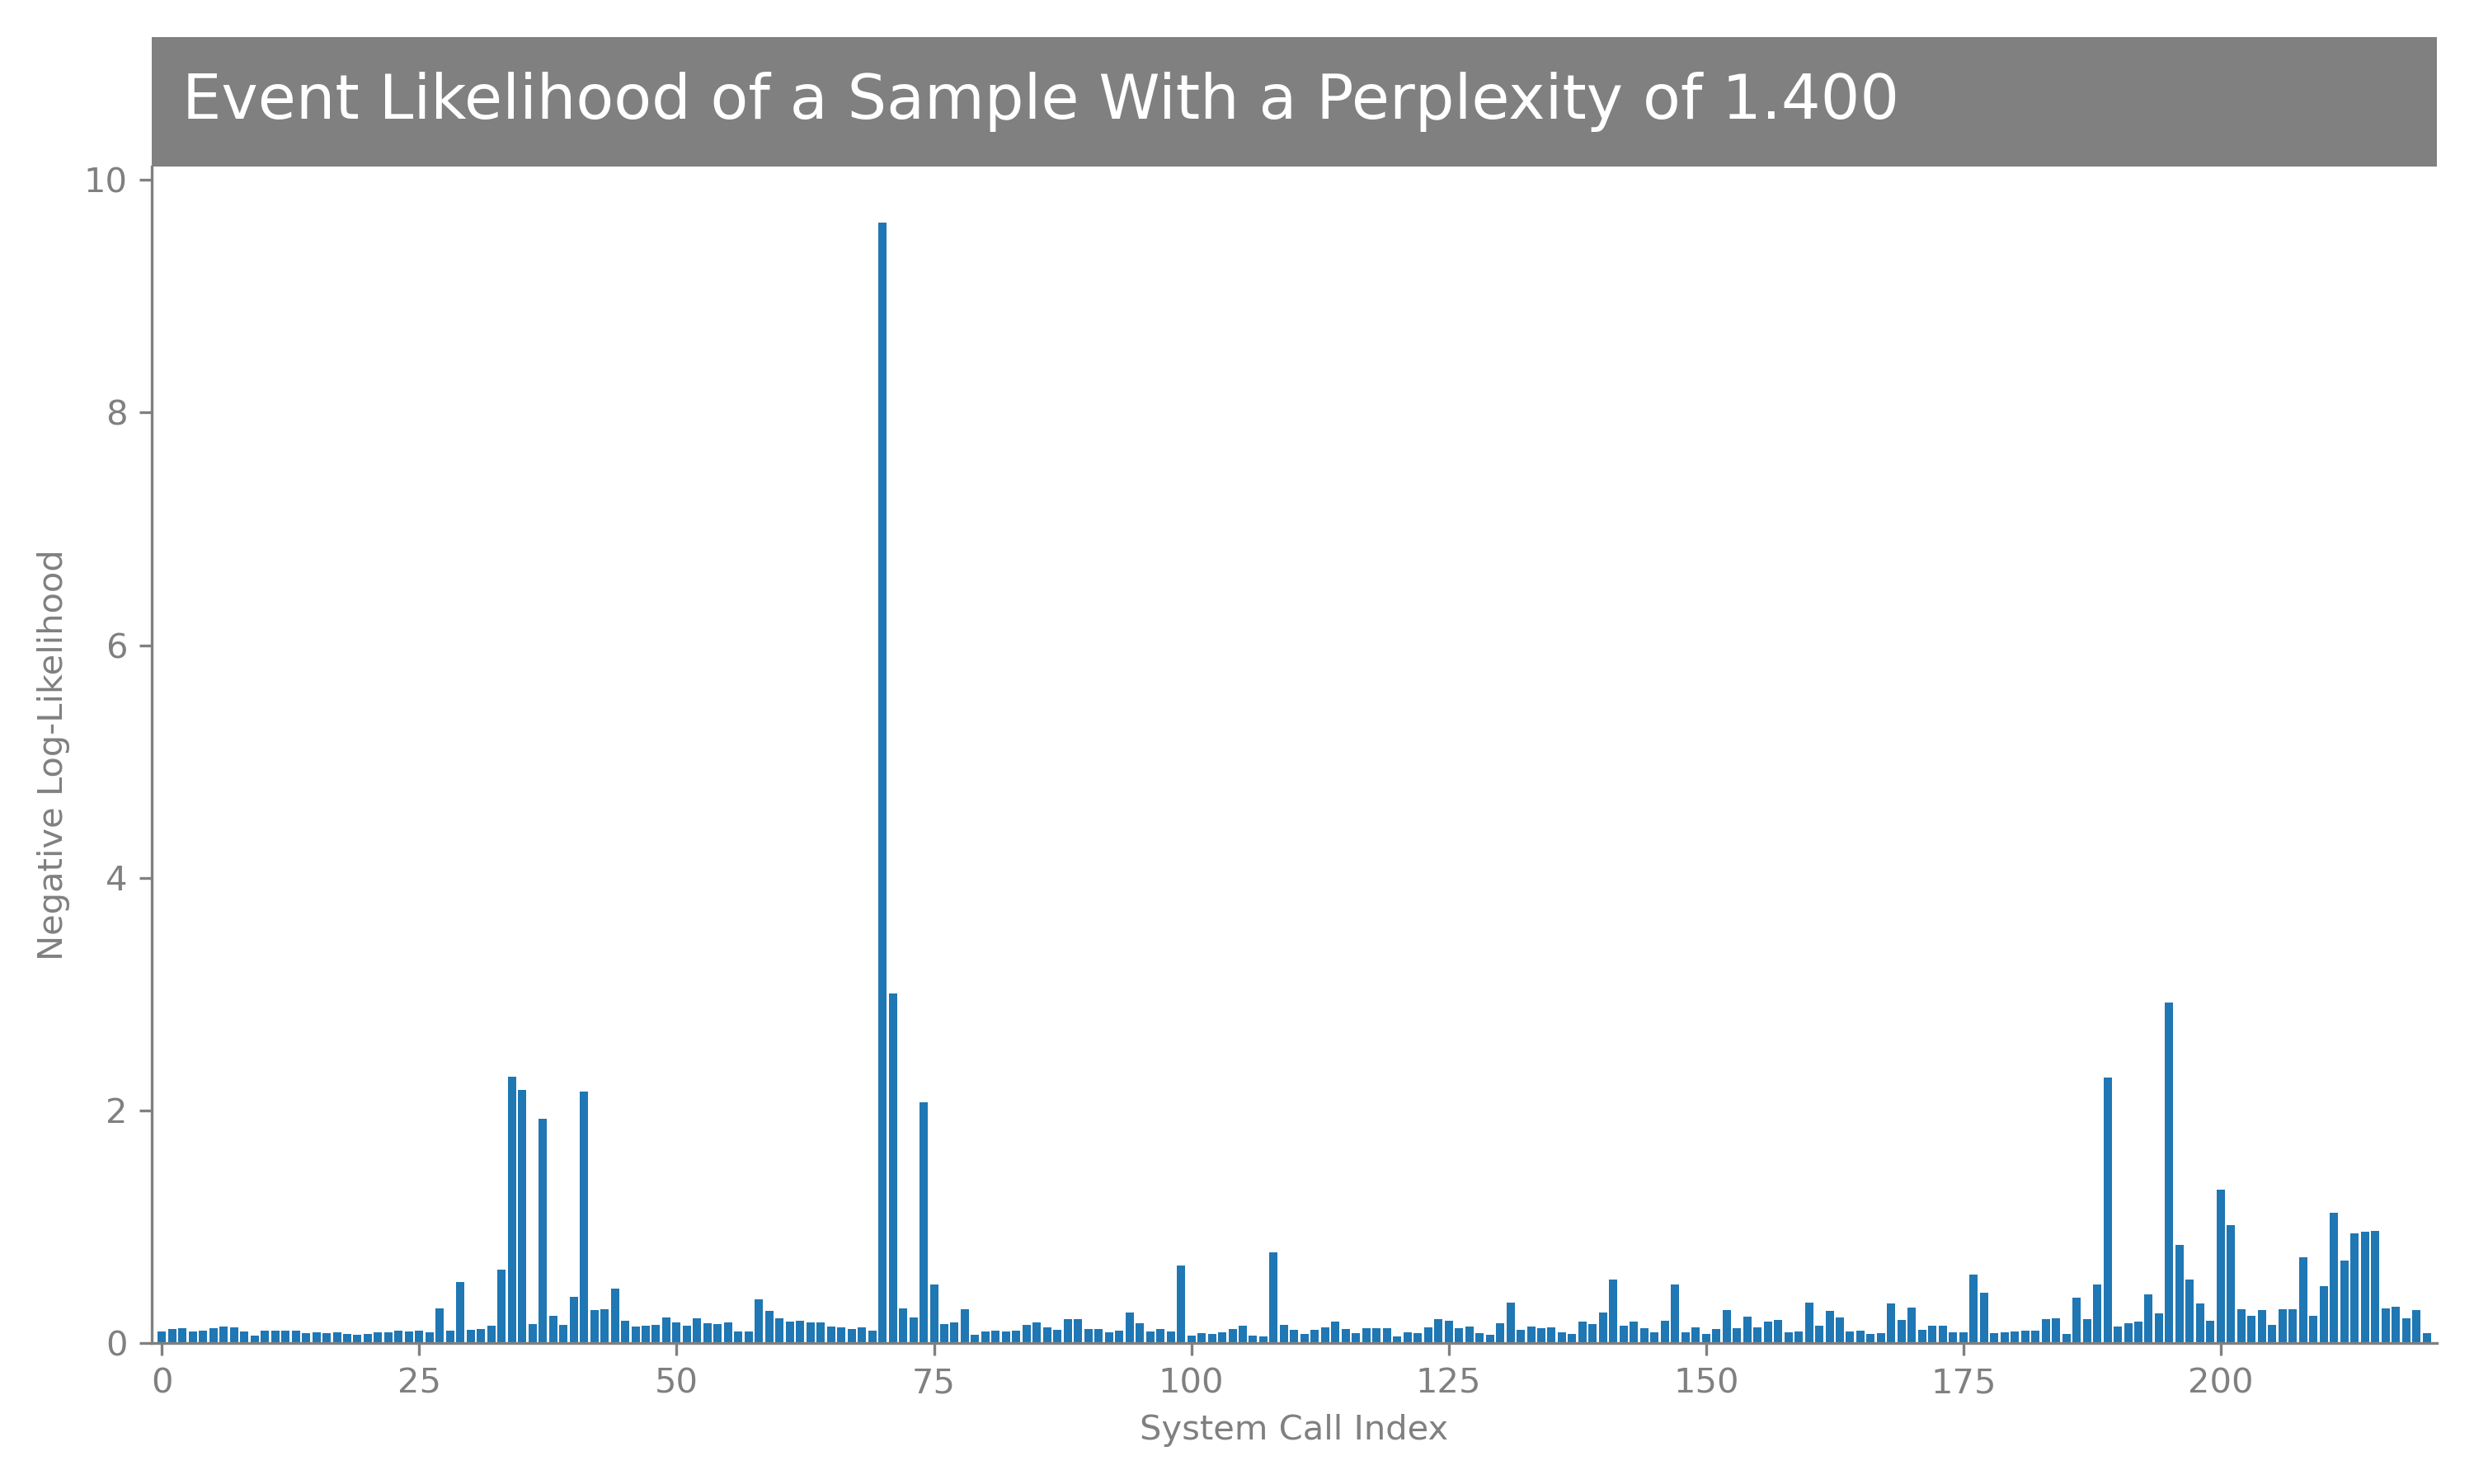 Event Likelihood of a Sample With a Perplexity of 1.400
10
8
6
4
2
0
Negative Log-Likelihood
0 25 50 75 100 125 150 175 200
System Call Index